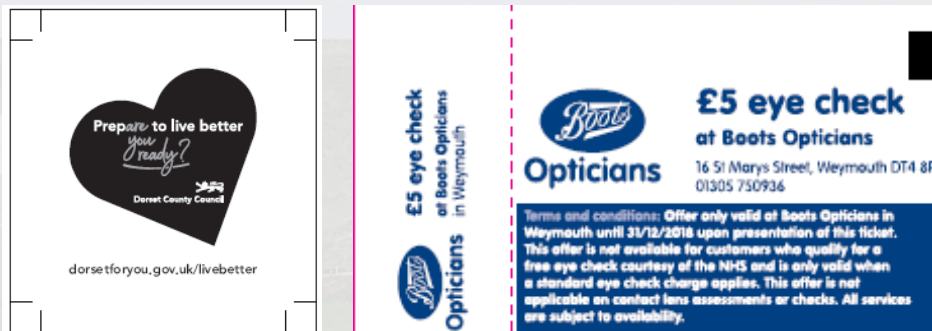 Prepare to live better
you
ready?
Dorset County Council
dorsetforyou.gov.uk/livebetter
£5 eye check
at Boots Opticians
in Weymouth
Boots
Opticians
Boots
Opticians
£5 eye check
at Boots Opticians
16 St Marys Street, Weymouth DT4 8P
01305 750936
Terms and conditions: Offer only valid at Boots Opticians in
Weymouth until 31/12/2018 upon presentation of this ticket.
This offer is not available for customers who qualify for a
free eye check courtesy of the NHS and is only valid when
a standard eye check charge applies. This offer is not
applicable on contact lens assessments or checks. All services
are subject to availability.